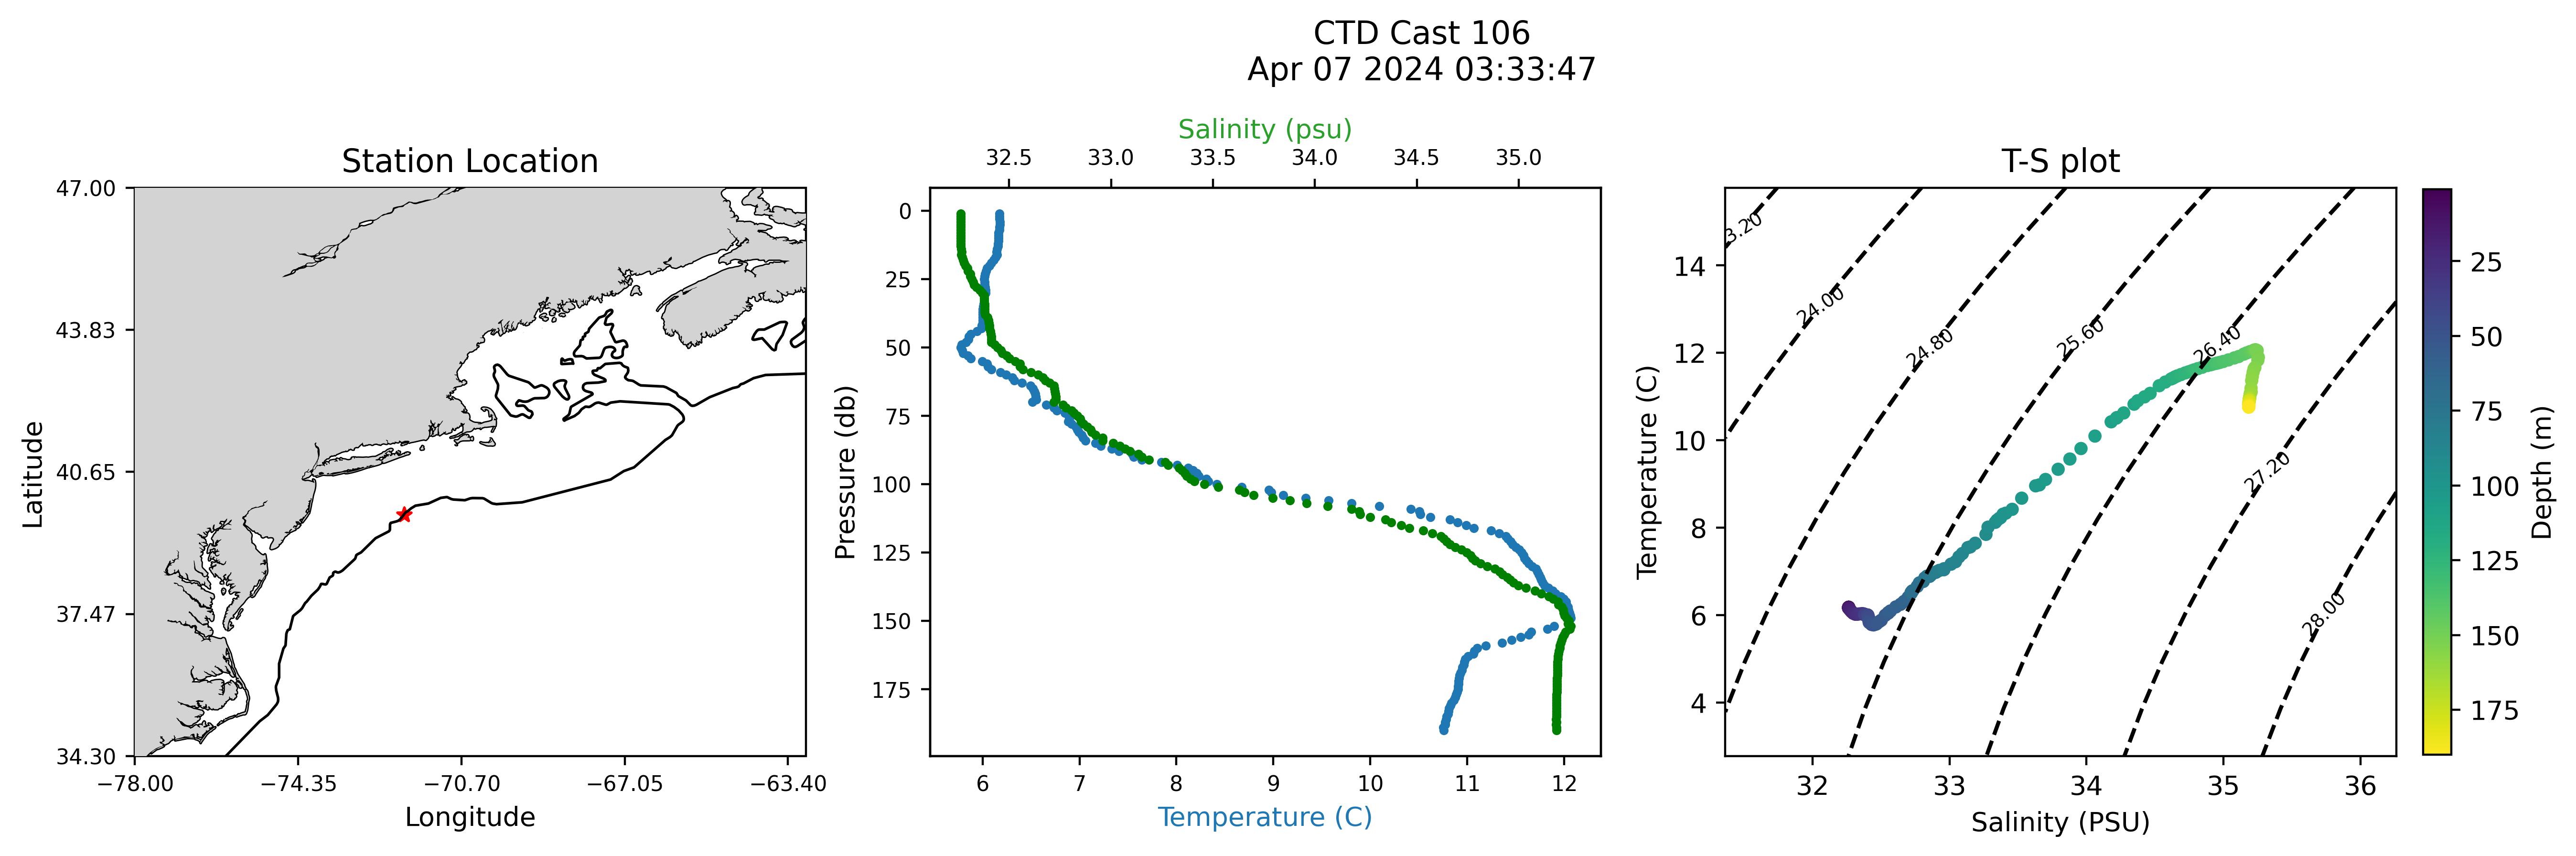 CTD Cast 106
Apr 07 2024 03:33:47
Station Location
47.00
43.83
40.65
37.47
34.30
Latitude
−78.00 −74.35 −70.70 −67.05 −63.40
Longitude
Salinity (psu)
32.5 33.0 33.5 34.0 34.5 35.0
0
25
50
75
100
125
150
175
Pressure (db)
6 7 8 9 10 11 12
Temperature (C)
T-S plot
14
12
10
8
6
4
Temperature (C)
3.20
24.00
24.80
25.60
26.40
27.20
28.00
32 33 34 35 36
Salinity (PSU)
25
50
75
100
125
150
175
Depth (m)